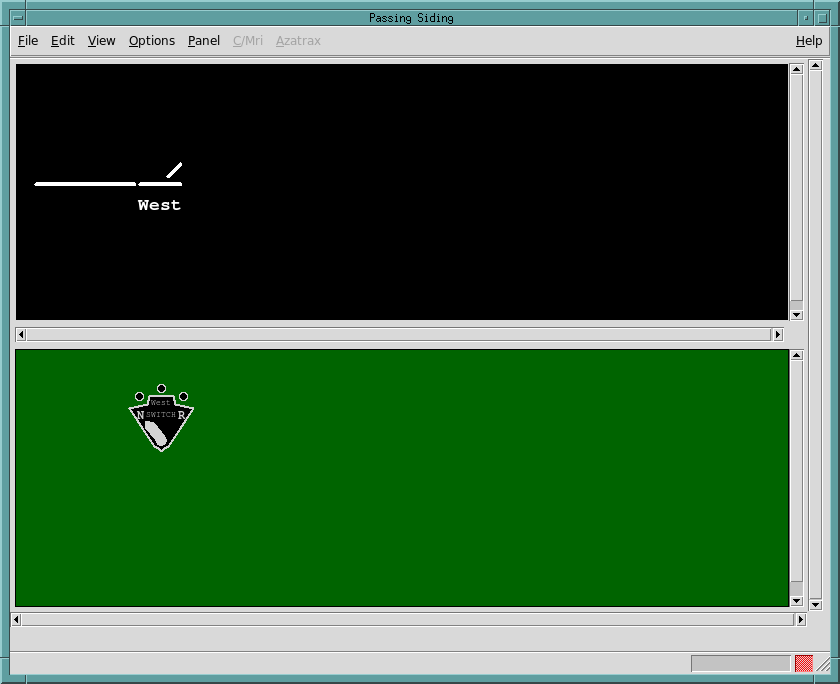 Passing Siding
File Edit View Options Panel C/Mri Azatrax Help
West
West
N SWITCH R